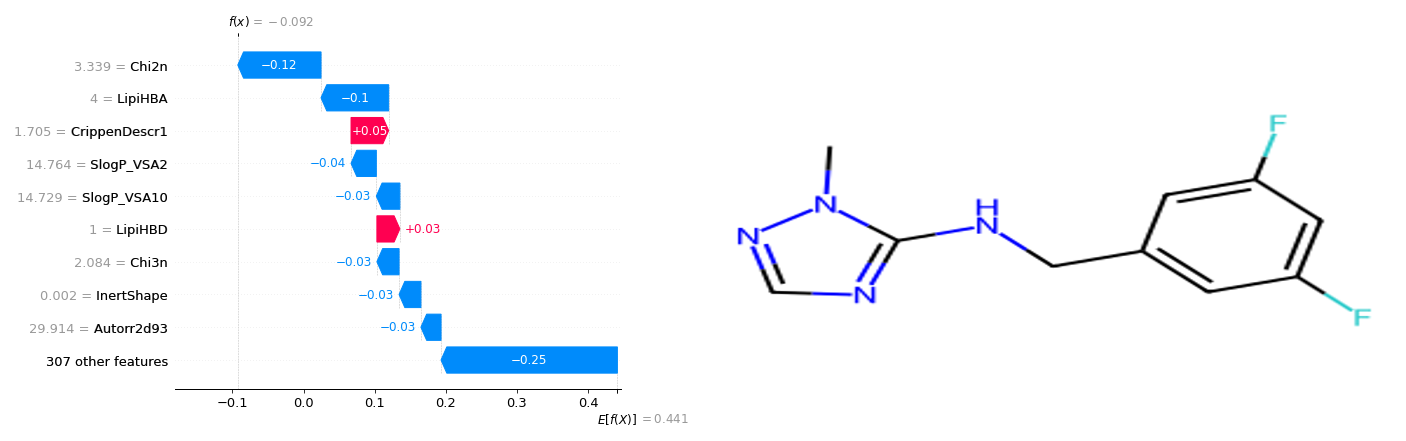 f(x) = −0.092
3.339 = Chi2n
−0.12
4 = LipiHBA
−0.1
1.705 = CrippenDescr1
+0.05
14.764 = SlogP_VSA2
−0.04
14.729 = SlogP_VSA10
−0.03
1 = LipiHBD
+0.03
2.084 = Chi3n
−0.03
0.002 = InertShape
−0.03
29.914 = Autorr2d93
−0.03
307 other features
−0.25
−0.1 0.0 0.1 0.2 0.3 0.4
E[f(X)] = 0.441
F
N
H
N
N
N
F